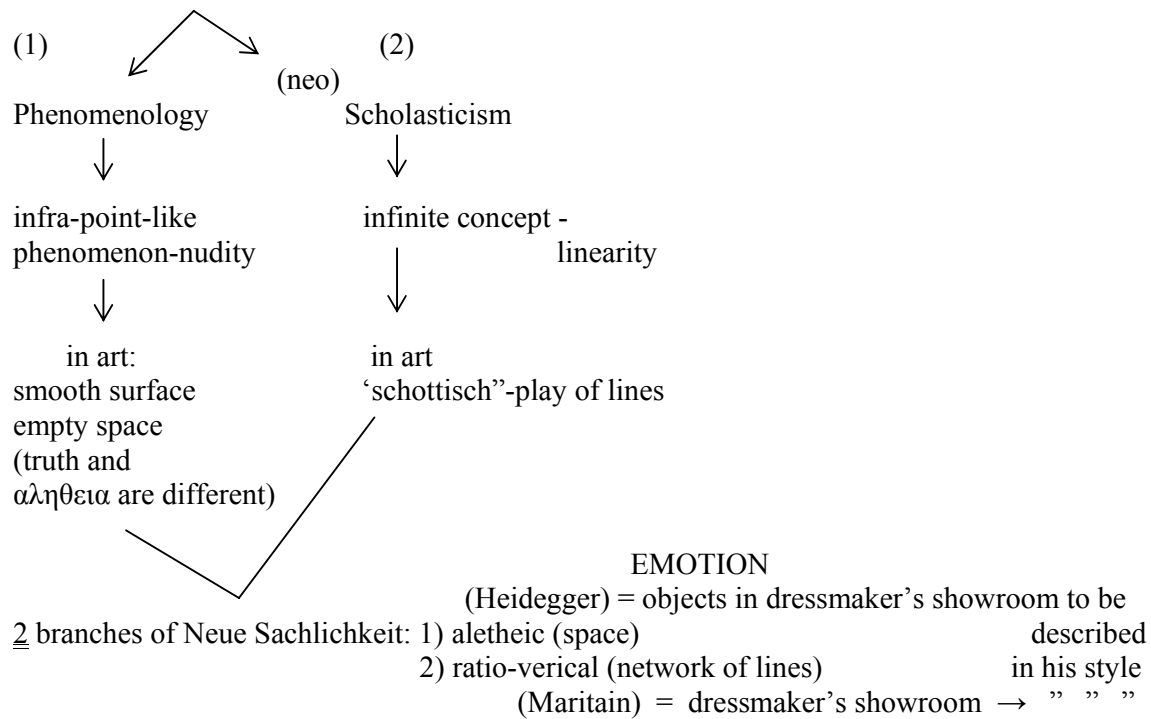 (1) (2)
(neo)
Phenomenology Scholasticism
infra-point-like infinite concept -
phenomenon-nudity linearity
in art: in art
smooth surface ‘schottisch”-play of lines
empty space
(truth and
αληθεια are different)
EMOTION
(Heidegger) = objects in dressmaker’s showroom to be
2 branches of Neue Sachlichkeit: 1) aletheic (space) described
2) ratio-verical (network of lines) in his style
(Maritain) = dressmaker’s showroom → ” ” ”